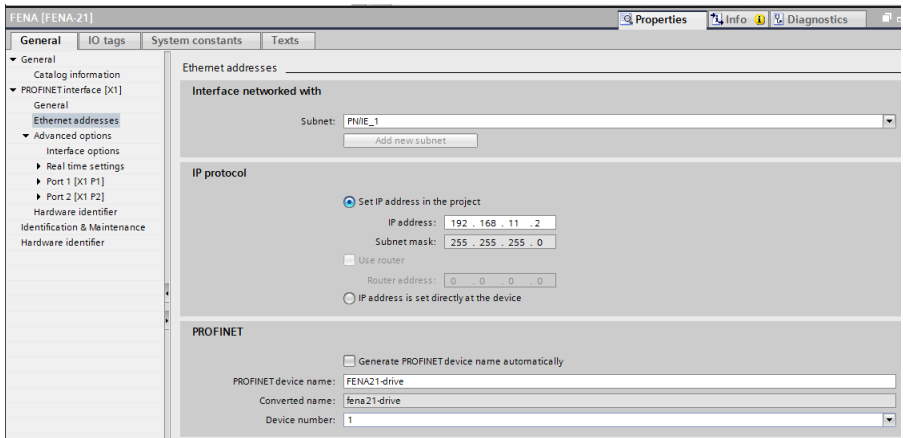 FENA [FENA-21]
Properties
Info
Diagnostics
General
IO tags
System constants
Texts
General
Catalog information
PROFINET interface [X1]
General
Ethernet addresses
Advanced options
Interface options
Real time settings
Port 1 [X1 P1]
Port 2 [X1 P2]
Hardware identifier
Identification & Maintenance
Hardware identifier
Ethernet addresses
Interface networked with
Subnet: PN/IE_1
Add new subnet
IP protocol
Set IP address in the project
IP address: 192 . 168 . 11 . 2
Subnet mask: 255 . 255 . 255 . 0
Use router
Router address: 0 . 0 . 0 . 0
IP address is set directly at the device
PROFINET
Generate PROFINET device name automatically
PROFINET device name: FENA21-drive
Converted name: fena21-drive
Device number: 1